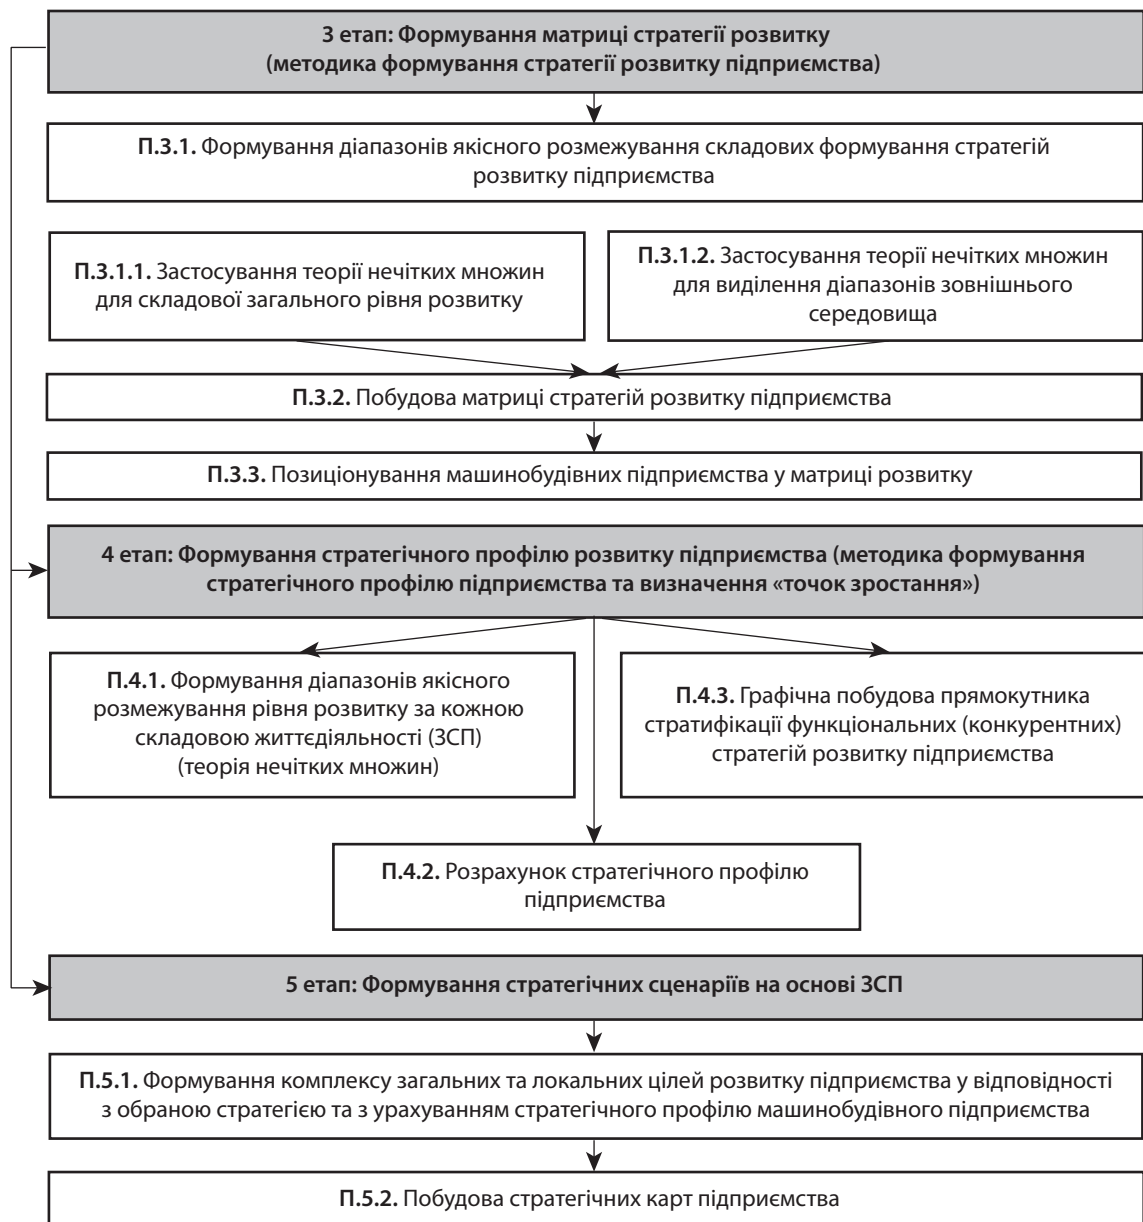 3 етап: Формування матриці стратегії розвитку
(методика формування стратегії розвитку підприємства)
П.3.1. Формування діапазонів якісного розмежування складових формування стратегій
розвитку підприємства
П.3.1.1. Застосування теорії нечітких множин
для складової загального рівня розвитку
П.3.1.2. Застосування теорії нечітких множин
для виділення діапазонів зовнішнього
середовища
П.3.2. Побудова матриці стратегій розвитку підприємства
П.3.3. Позиціонування машинобудівних підприємства у матриці розвитку
4 етап: Формування стратегічного профілю розвитку підприємства (методика формування
стратегічного профілю підприємства та визначення «точок зростання»)
П.4.1. Формування діапазонів якісного
розмежування рівня розвитку за кожною
складовою життєдіяльності (ЗСП)
(теорія нечітких множин)
П.4.3. Графічна побудова прямокутника
стратифікації функціональних (конкурентних)
стратегій розвитку підприємства
П.4.2. Розрахунок стратегічного профілю
підприємства
5 етап: Формування стратегічних сценаріїв на основі ЗСП
П.5.1. Формування комплексу загальних та локальних цілей розвитку підприємства у відповідності
з обраною стратегією та з урахуванням стратегічного профілю машинобудівного підприємства
П.5.2. Побудова стратегічних карт підприємства